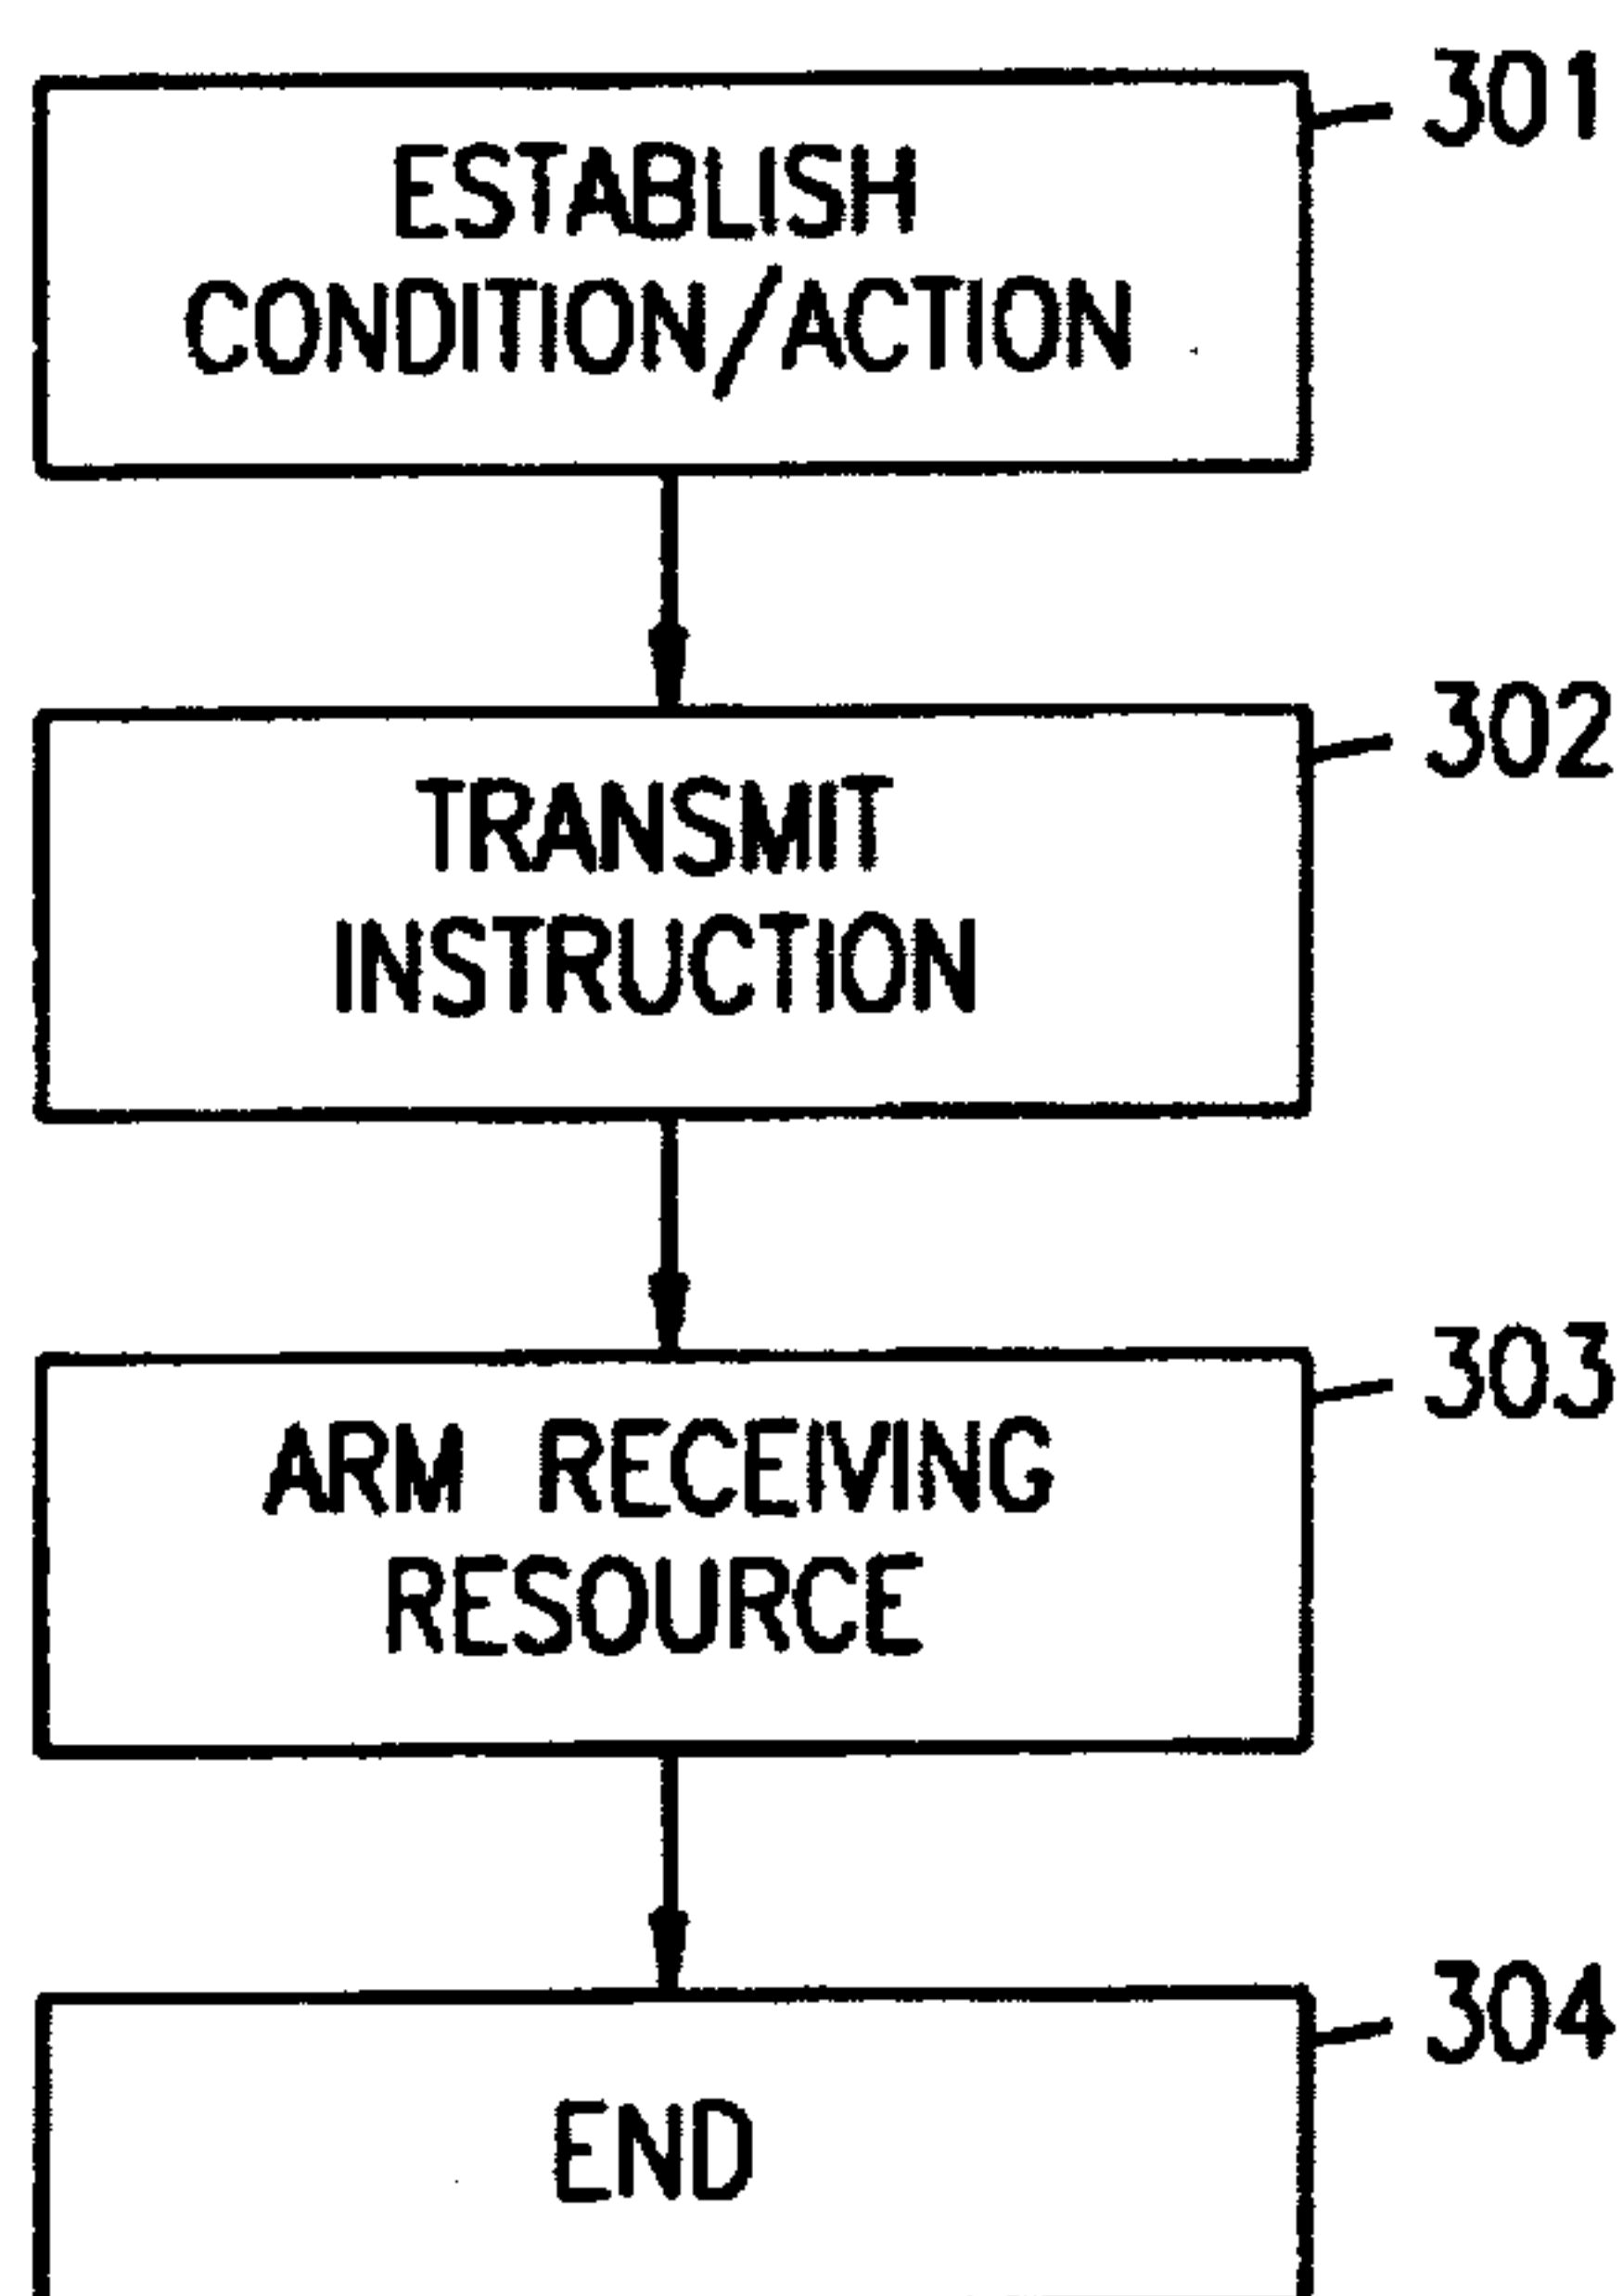 301
ESTABLISH
CONDITION/ACTION
302
TRANSMIT
INSTRUCTION
303
ARM RECEIVING
RESOURCE
304
END